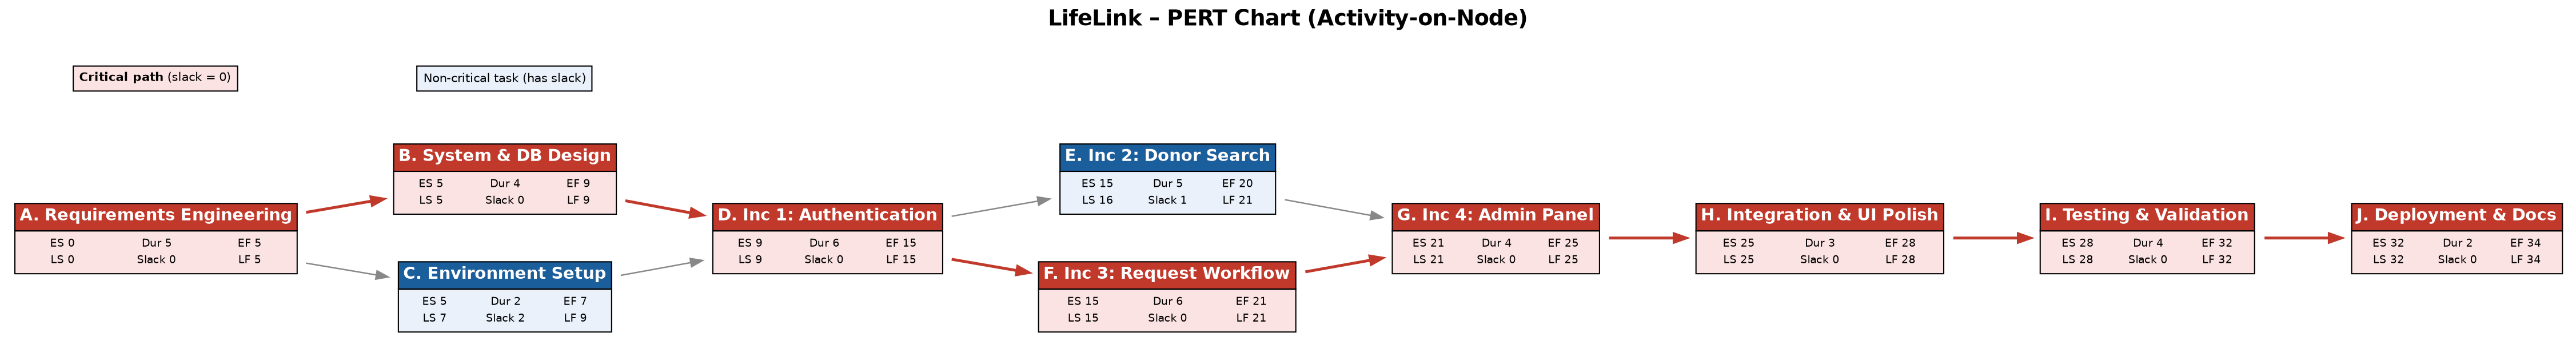 LifeLink – PERT Chart (Activity-on-Node)
Critical path (slack = 0)
Non-critical task (has slack)
A. Requirements Engineering
ES 0 Dur 5 EF 5
LS 0 Slack 0 LF 5
B. System & DB Design
ES 5 Dur 4 EF 9
LS 5 Slack 0 LF 9
C. Environment Setup
ES 5 Dur 2 EF 7
LS 7 Slack 2 LF 9
D. Inc 1: Authentication
ES 9 Dur 6 EF 15
LS 9 Slack 0 LF 15
E. Inc 2: Donor Search
ES 15 Dur 5 EF 20
LS 16 Slack 1 LF 21
F. Inc 3: Request Workflow
ES 15 Dur 6 EF 21
LS 15 Slack 0 LF 21
G. Inc 4: Admin Panel
ES 21 Dur 4 EF 25
LS 21 Slack 0 LF 25
H. Integration & UI Polish
ES 25 Dur 3 EF 28
LS 25 Slack 0 LF 28
I. Testing & Validation
ES 28 Dur 4 EF 32
LS 28 Slack 0 LF 32
J. Deployment & Docs
ES 32 Dur 2 EF 34
LS 32 Slack 0 LF 34